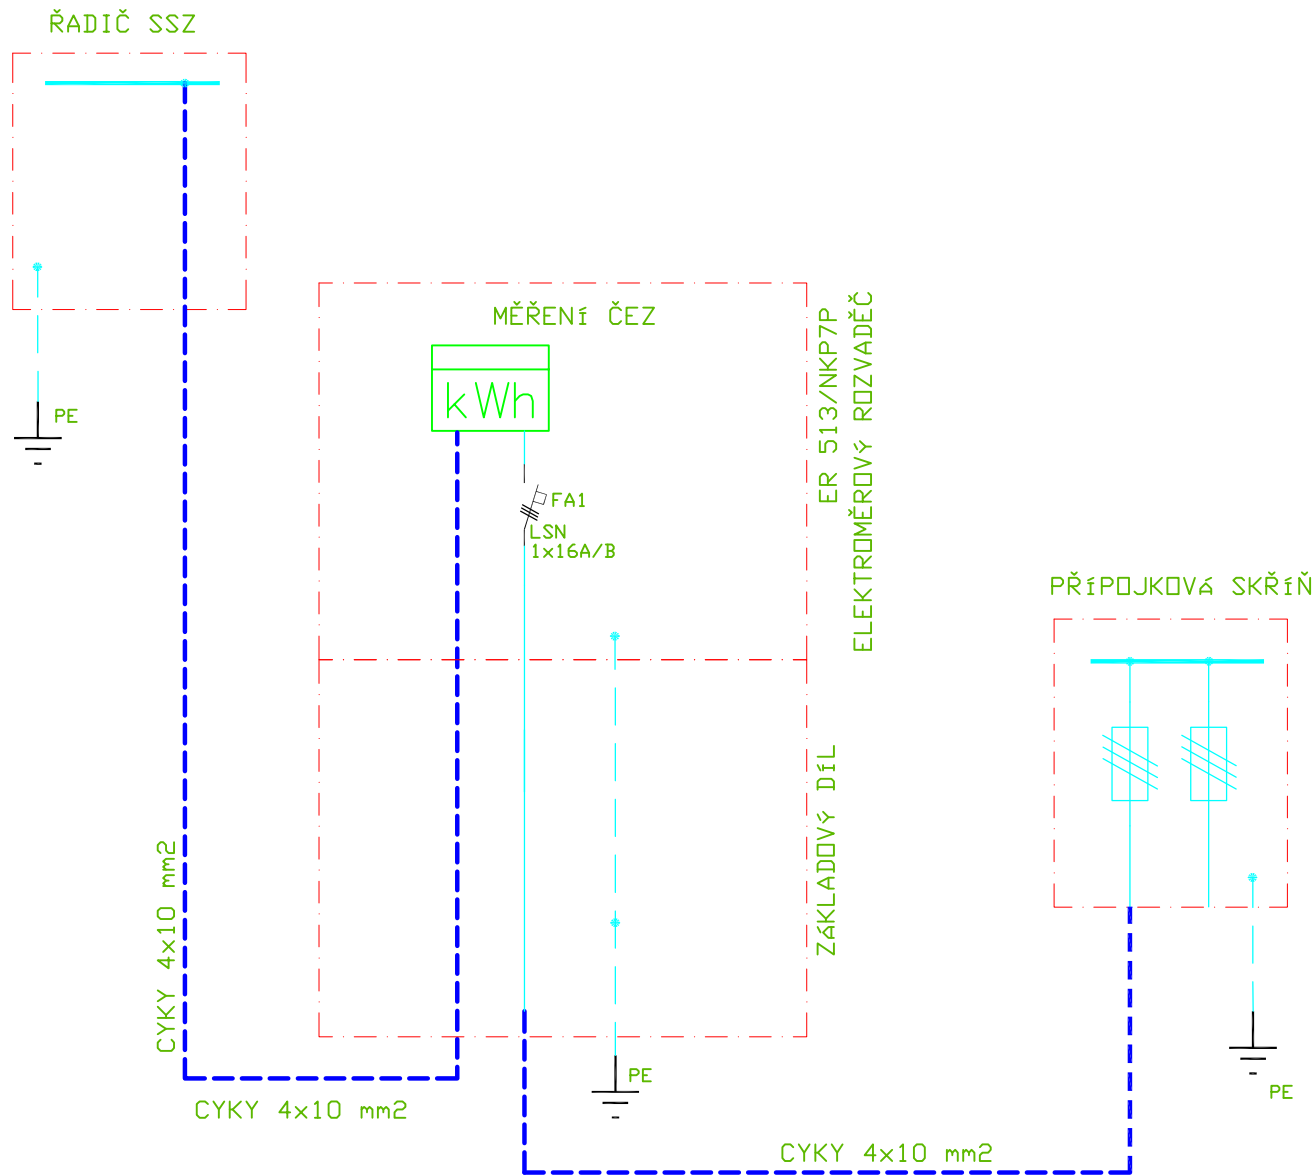 ŘADIČ SSZ
PE
CYKY 4x10 mm2
CYKY 4x10 mm2
MĚŘENí ČEZ
kWh
FA1
LSN
1x16A/B
ER 513/NKP7P
ELEKTROMĚROVÝ ROZVADĚČ
ZÁKLADOVÝ DíL
PE
CYKY 4x10 mm2
PŘíPOJKOVÁ SKŘíŇ
PE